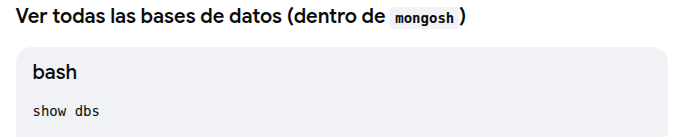 Ver todas las bases de datos (dentro de mongosh)
bash
show dbs